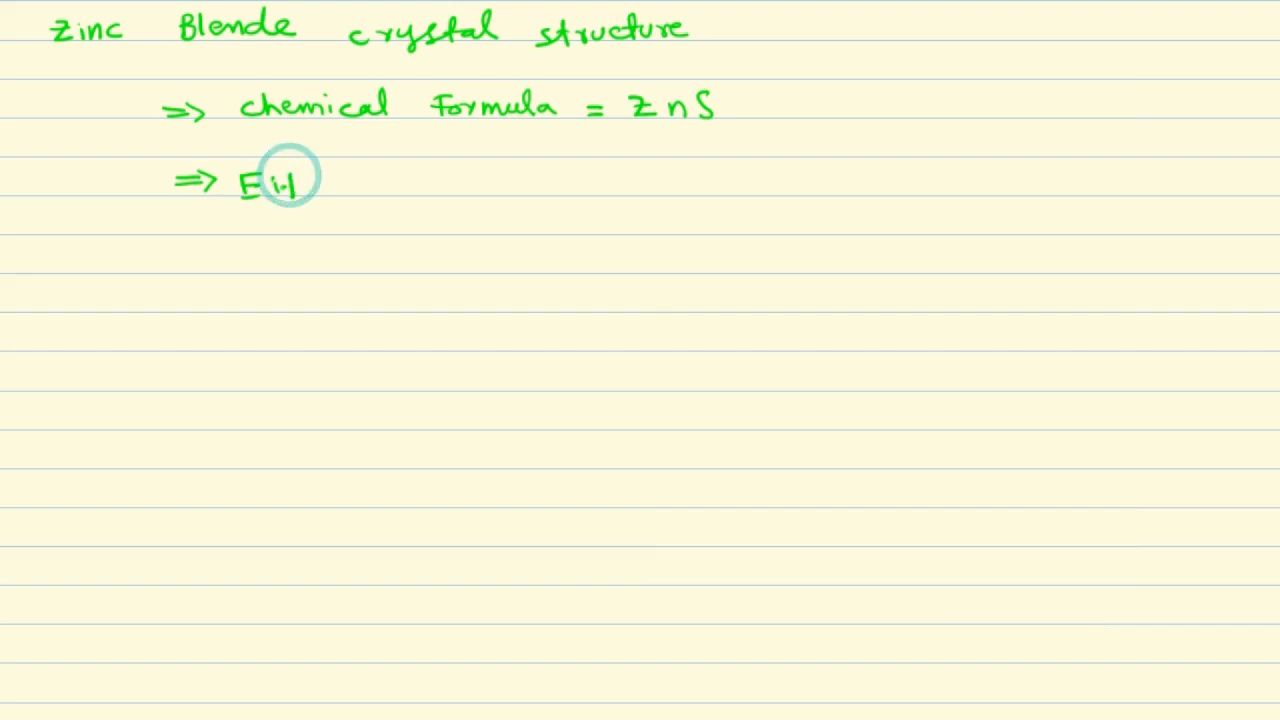 Zinc Blende crystal structure
=> chemical Formula = ZnS
=>